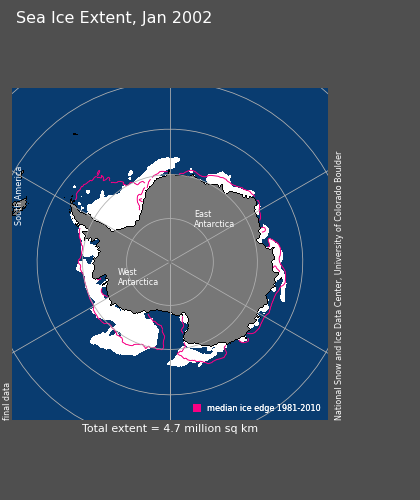 Sea Ice Extent, Jan 2002
South America
East
Antarctica
West
Antarctica
National Snow and Ice Data Center, University of Colorado Boulder
final data
median ice edge 1981-2010
Total extent = 4.7 million sq km